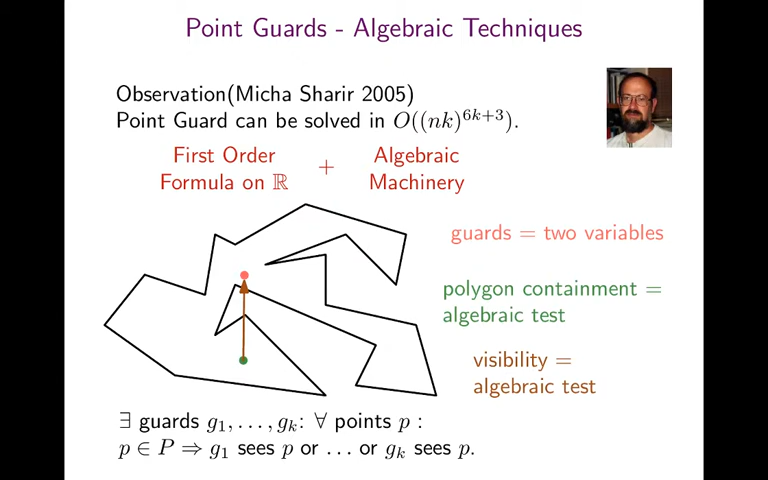 Point Guards - Algebraic Techniques
Observation(Micha Sharir 2005)
Point Guard can be solved in O((nk)^{6k+3}).
First Order
Formula on ℝ
+
Algebraic
Machinery
guards = two variables
polygon containment =
algebraic test
visibility =
algebraic test
∃ guards g₁, . . . , gₖ: ∀ points p :
p ∈ P ⇒ g₁ sees p or . . . or gₖ sees p.